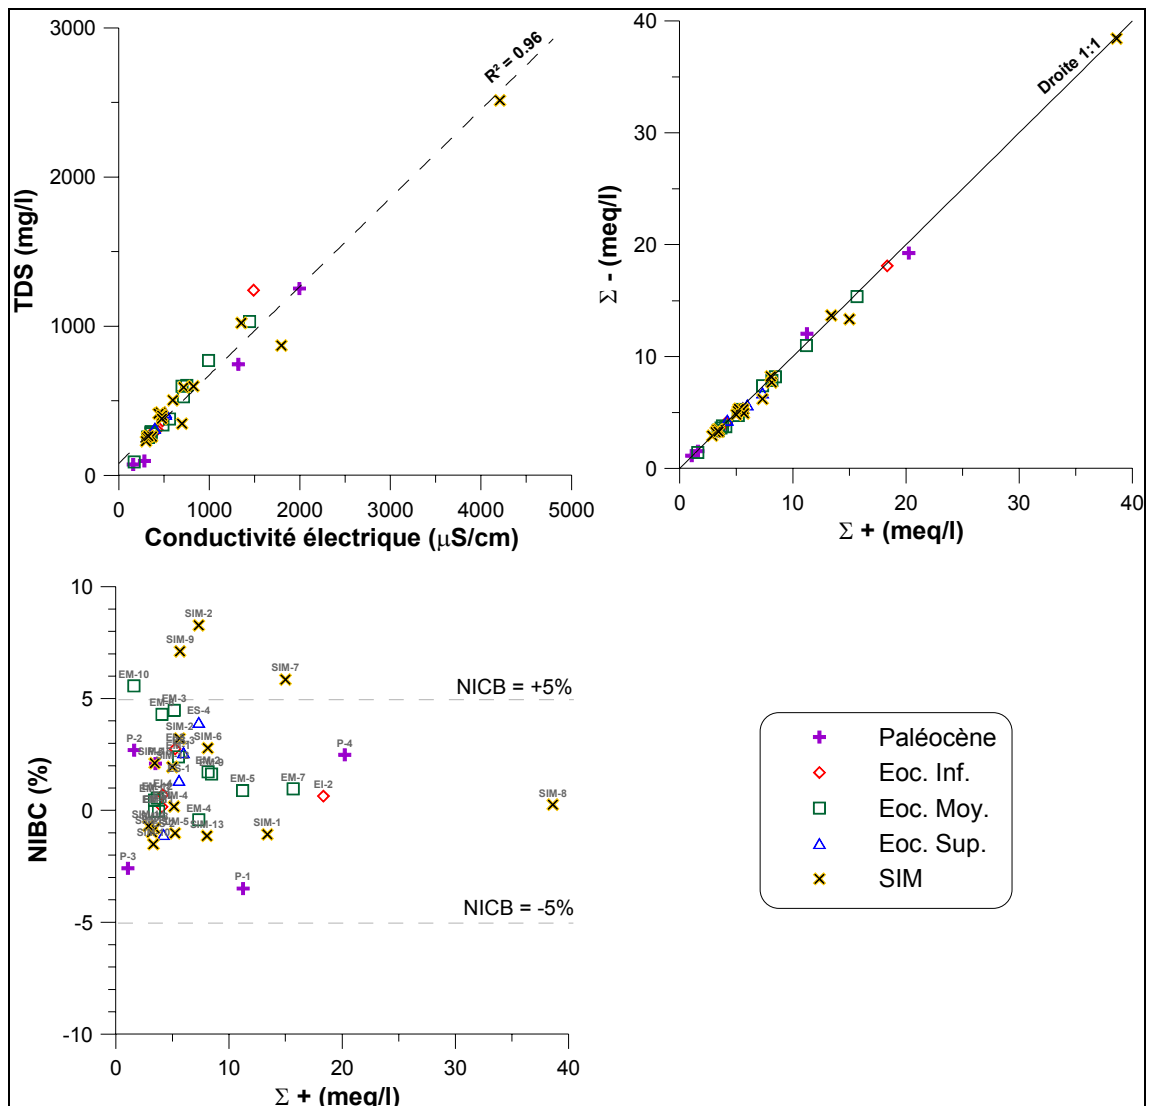 3000
2000
1000
0
TDS (mg/l)
R² = 0.96
0 1000 2000 3000 4000 5000
Conductivité électrique (μS/cm)
40
30
20
10
0
Σ - (meq/l)
Droite 1:1
0 10 20 30 40
Σ + (meq/l)
10
5
0
-5
-10
NIBC (%)
SIM-2
SIM-9
SIM-7
EM-10
NICB = +5%
EM-3
ES-4
SIM-2
SIM-6
P-2
P-4
ES-1
EM-5
EM-7
EI-2
SIM-8
EM-4
SIM-5
SIM-13
SIM-1
P-3
P-1
NICB = -5%
0 10 20 30 40
Σ + (meq/l)
Paléocène
Eoc. Inf.
Eoc. Moy.
Eoc. Sup.
SIM